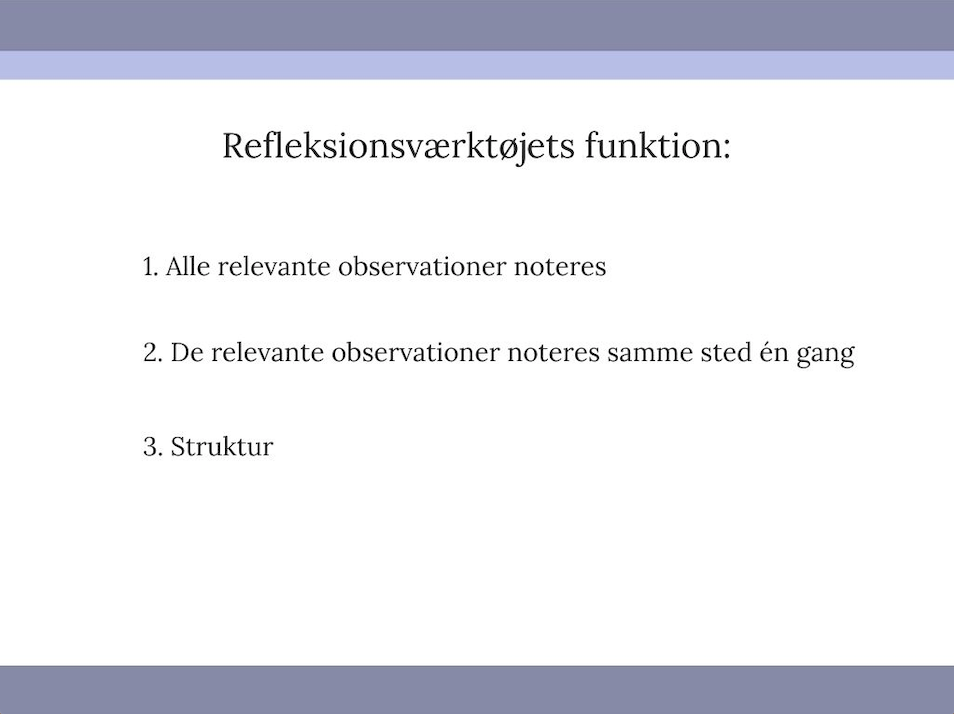 Refleksionsværktøjets funktion:
1. Alle relevante observationer noteres
2. De relevante observationer noteres samme sted én gang
3. Struktur